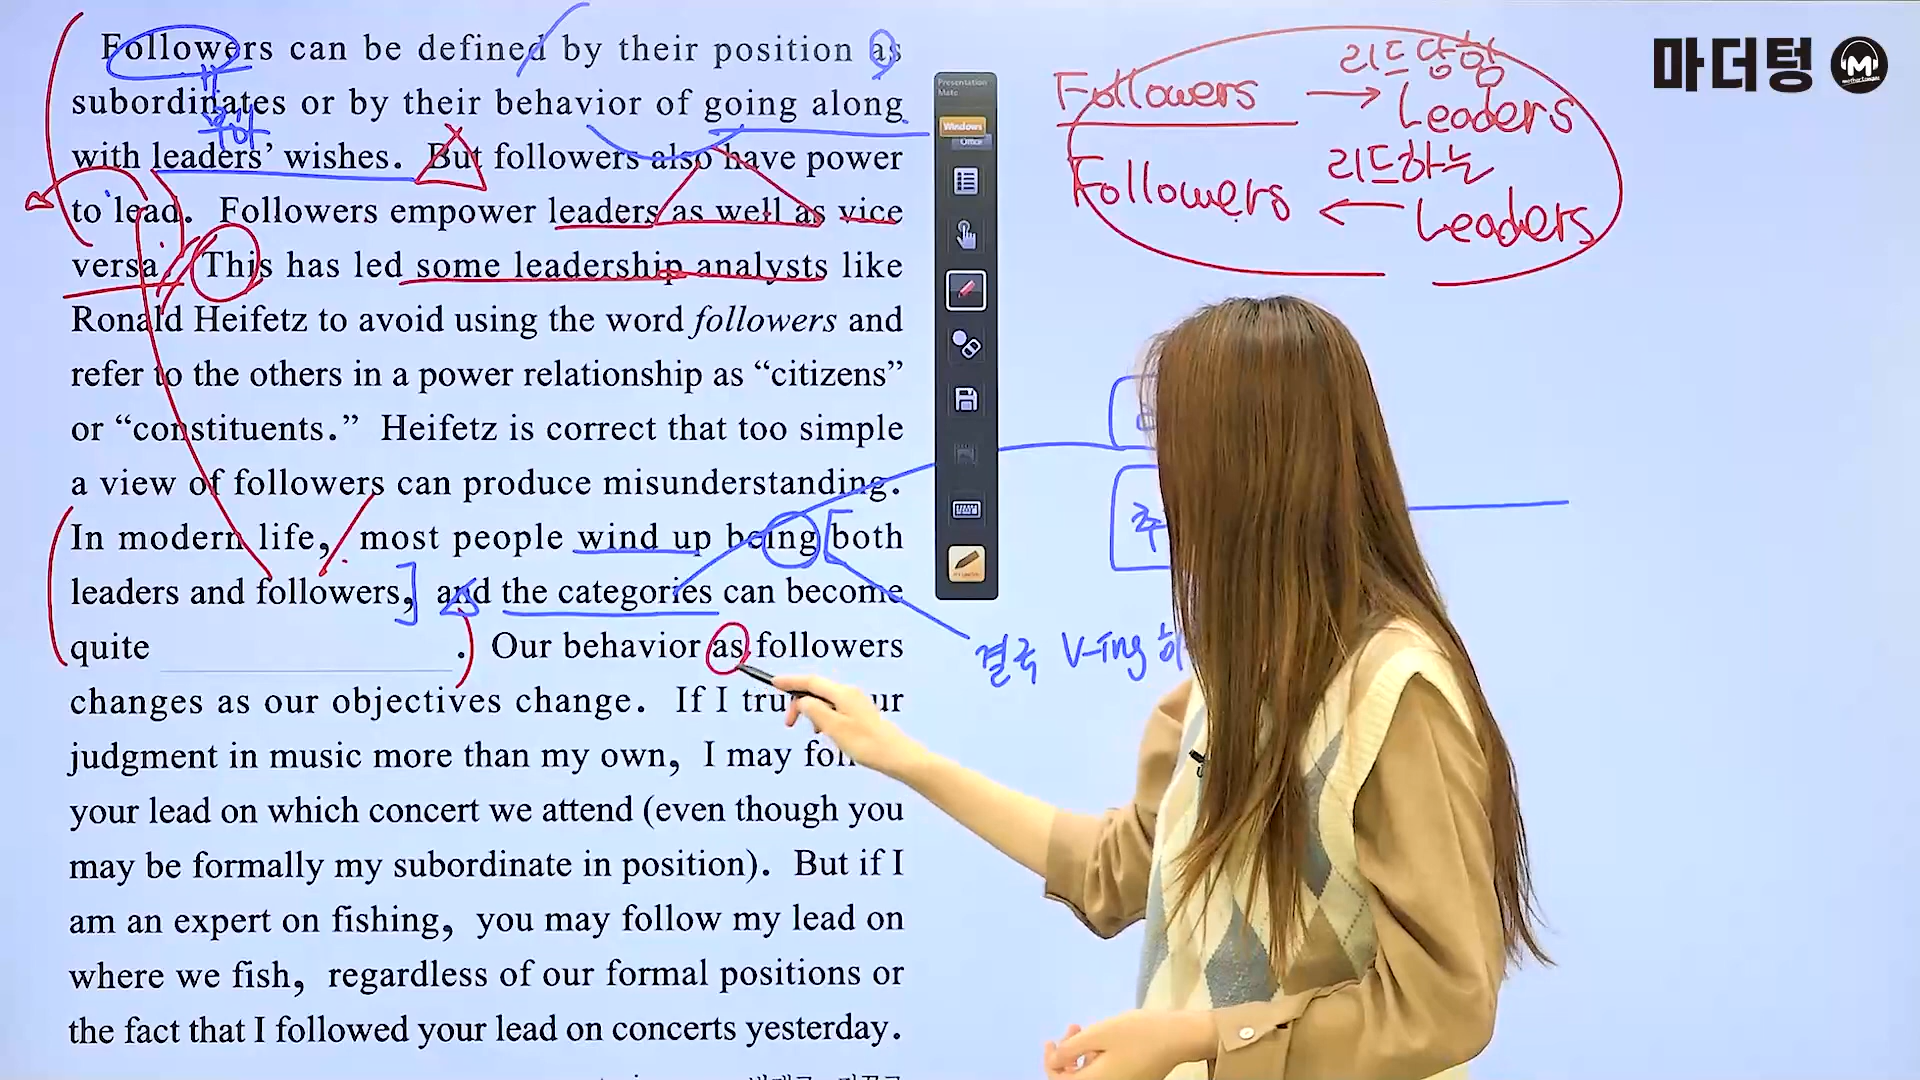 Followers can be defined by their position as
subordinates or by their behavior of going along
with leaders' wishes. But followers also have power
to lead. Followers empower leaders as well as vice
versa. This has led some leadership analysts like
Ronald Heifetz to avoid using the word followers and
refer to the others in a power relationship as “citizens”
or “constituents.” Heifetz is correct that too simple
a view of followers can produce misunderstanding.
In modern life, most people wind up being both
leaders and followers, and the categories can become
quite .) Our behavior as followers
changes as our objectives change. If I
judgment in music more than my own, I may
your lead on which concert we attend (even though you
may be formally my subordinate in position). But if I
am an expert on fishing, you may follow my lead on
where we fish, regardless of our formal positions or
the fact that I followed your lead on concerts yesterday.
Presentation
Mate
Windows
Office
리드당함
Followers → Leaders
리드하는
Followers ← Leaders
결국 V-ing
마더텅
M